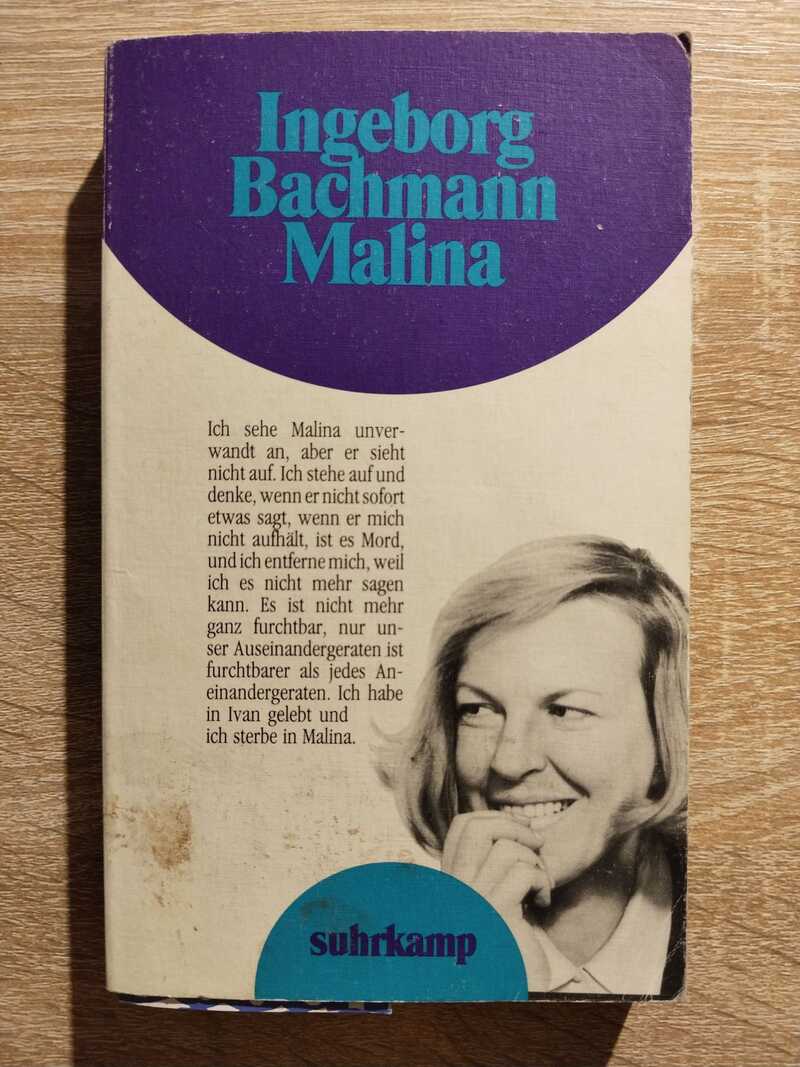 Ingeborg
Bachmann
Malina
Ich sehe Malina unver-
wandt an, aber er sieht
nicht auf. Ich stehe auf und
denke, wenn er nicht sofort
etwas sagt, wenn er mich
nicht aufhält, ist es Mord,
und ich entferne mich, weil
ich es nicht mehr sagen
kann. Es ist nicht mehr
ganz furchtbar, nur un-
ser Auseinandergeraten ist
furchtbarer als jedes An-
einandergeraten. Ich habe
in Ivan gelebt und
ich sterbe in Malina.
suhrkamp